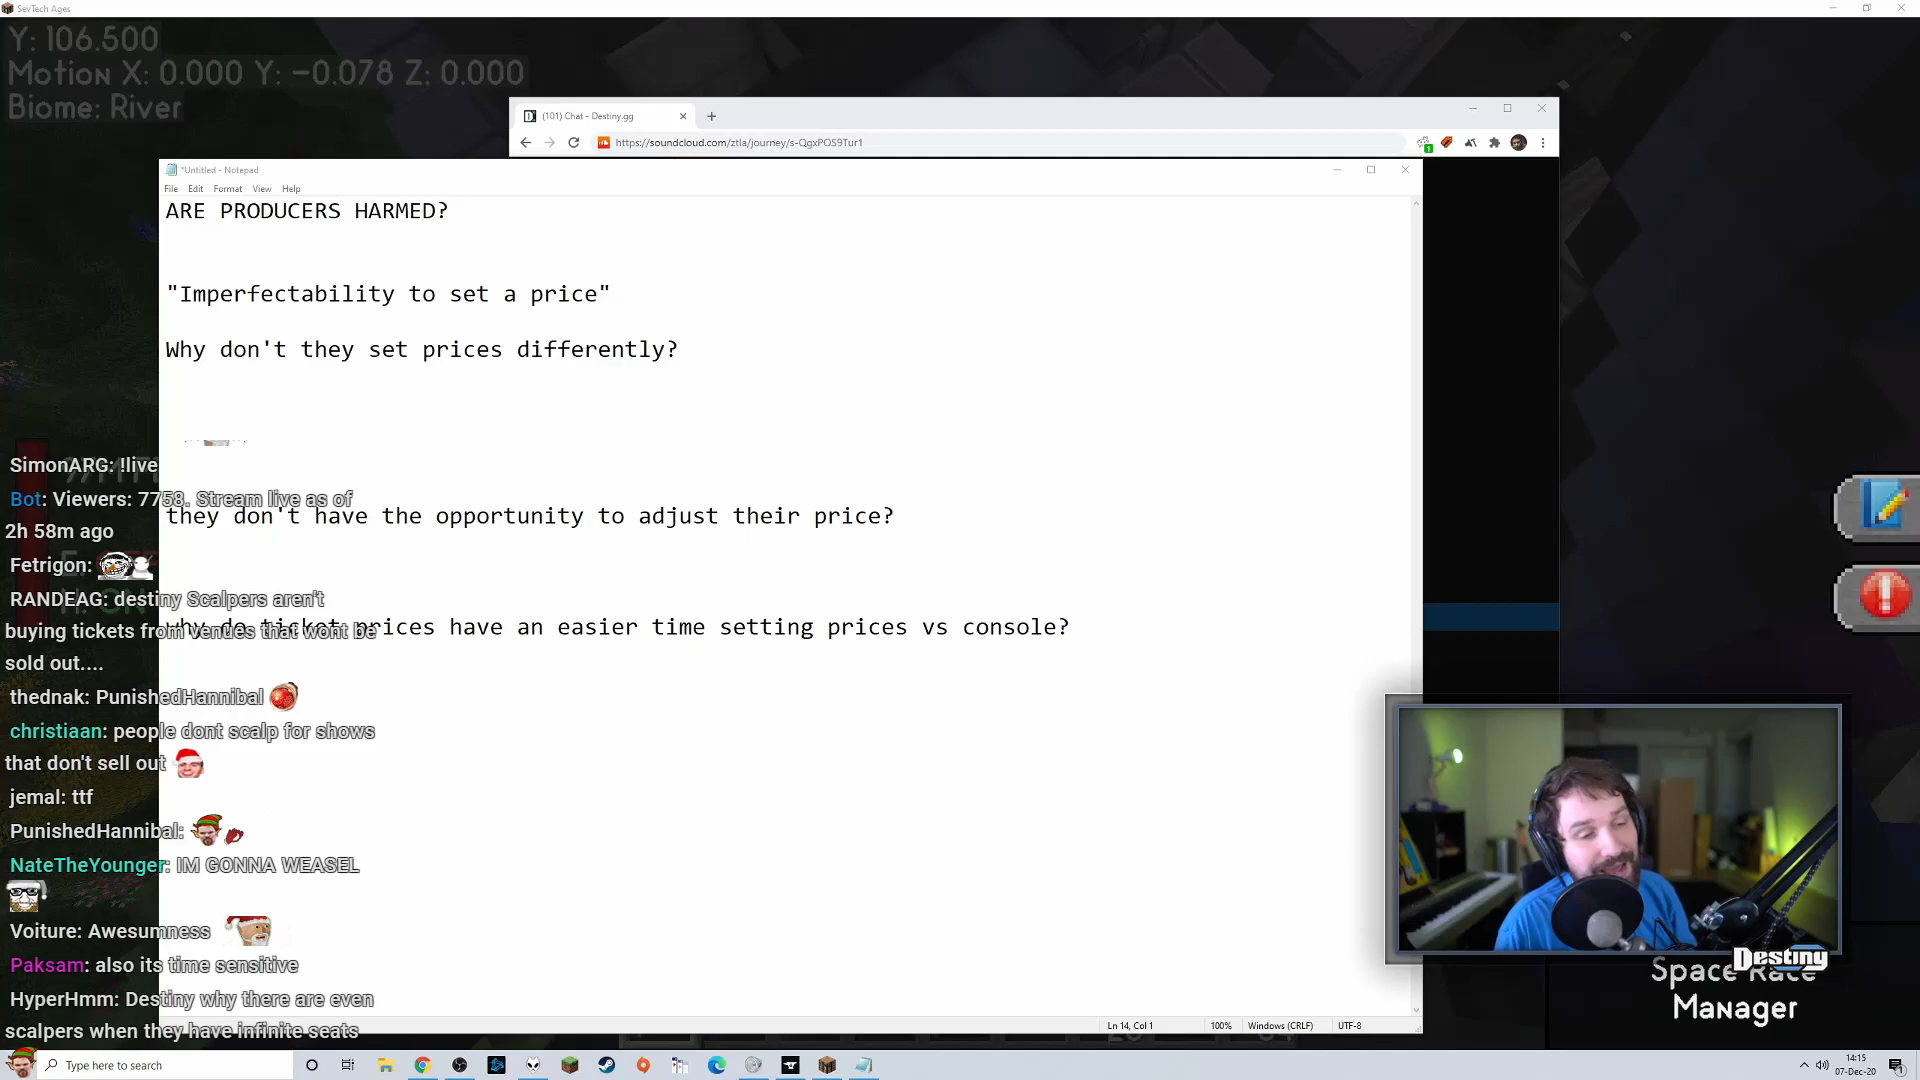 SevTech Ages
Y: 106.500
Motion X: 0.000 Y: -0.078 Z: 0.000
Biome: River
(101) Chat - Destiny.gg
https://soundcloud.com/ztla/journey/s-QgxPOS9Tur1
1
*Untitled - Notepad
File Edit Format View Help
ARE PRODUCERS HARMED?
"Imperfectability to set a price"
Why don't they set prices differently?
they don't have the opportunity to adjust their price?
why do ticket prices have an easier time setting prices vs console?
SimonARG: !live
Bot: Viewers: 7758. Stream live as of
2h 58m ago
Fetrigon:
RANDEAG: destiny Scalpers aren't
buying tickets from venues that wont be
sold out....
thednak: PunishedHannibal
christiaan: people dont scalp for shows
that don't sell out
jemal: ttf
PunishedHannibal:
NateTheYounger: IM GONNA WEASEL
Voiture: Awesumness
Paksam: also its time sensitive
HyperHmm: Destiny why there are even
scalpers when they have infinite seats
Destiny
Space Race
Manager
Ln 14, Col 1
100%
Windows (CRLF)
UTF-8
Type here to search
14:15
07-Dec-20